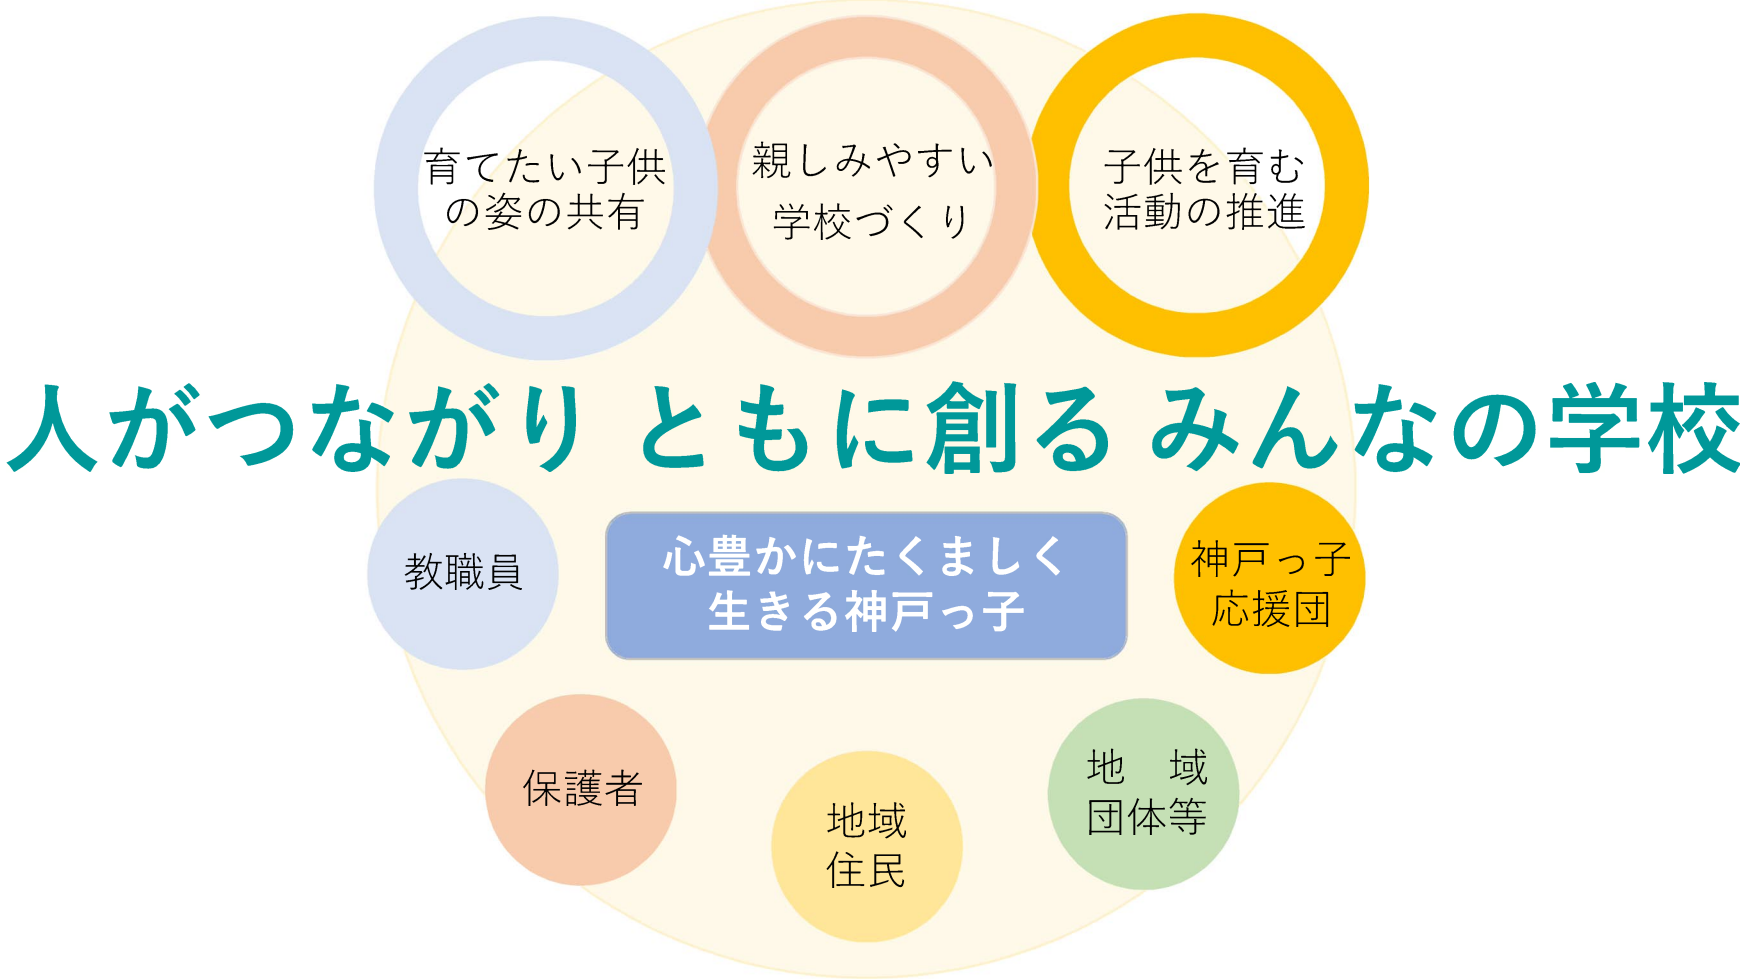 育てたい子供
の姿の共有
親しみやすい
学校づくり
子供を育む
活動の推進
人がつながり ともに創る みんなの学校
教職員
心豊かにたくましく
生きる神戸っ子
神戸っ子
応援団
保護者
地域
住民
地　域
団体等